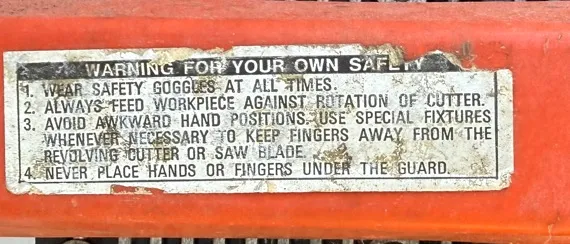 WARNING FOR YOUR OWN SAFETY
1. WEAR SAFETY GOGGLES AT ALL TIMES.
2. ALWAYS FEED WORKPIECE AGAINST ROTATION OF CUTTER.
3. AVOID AWKWARD HAND POSITIONS. USE SPECIAL FIXTURES
WHENEVER NECESSARY TO KEEP FINGERS AWAY FROM THE
REVOLVING CUTTER OR SAW BLADE.
4. NEVER PLACE HANDS OR FINGERS UNDER THE GUARD.